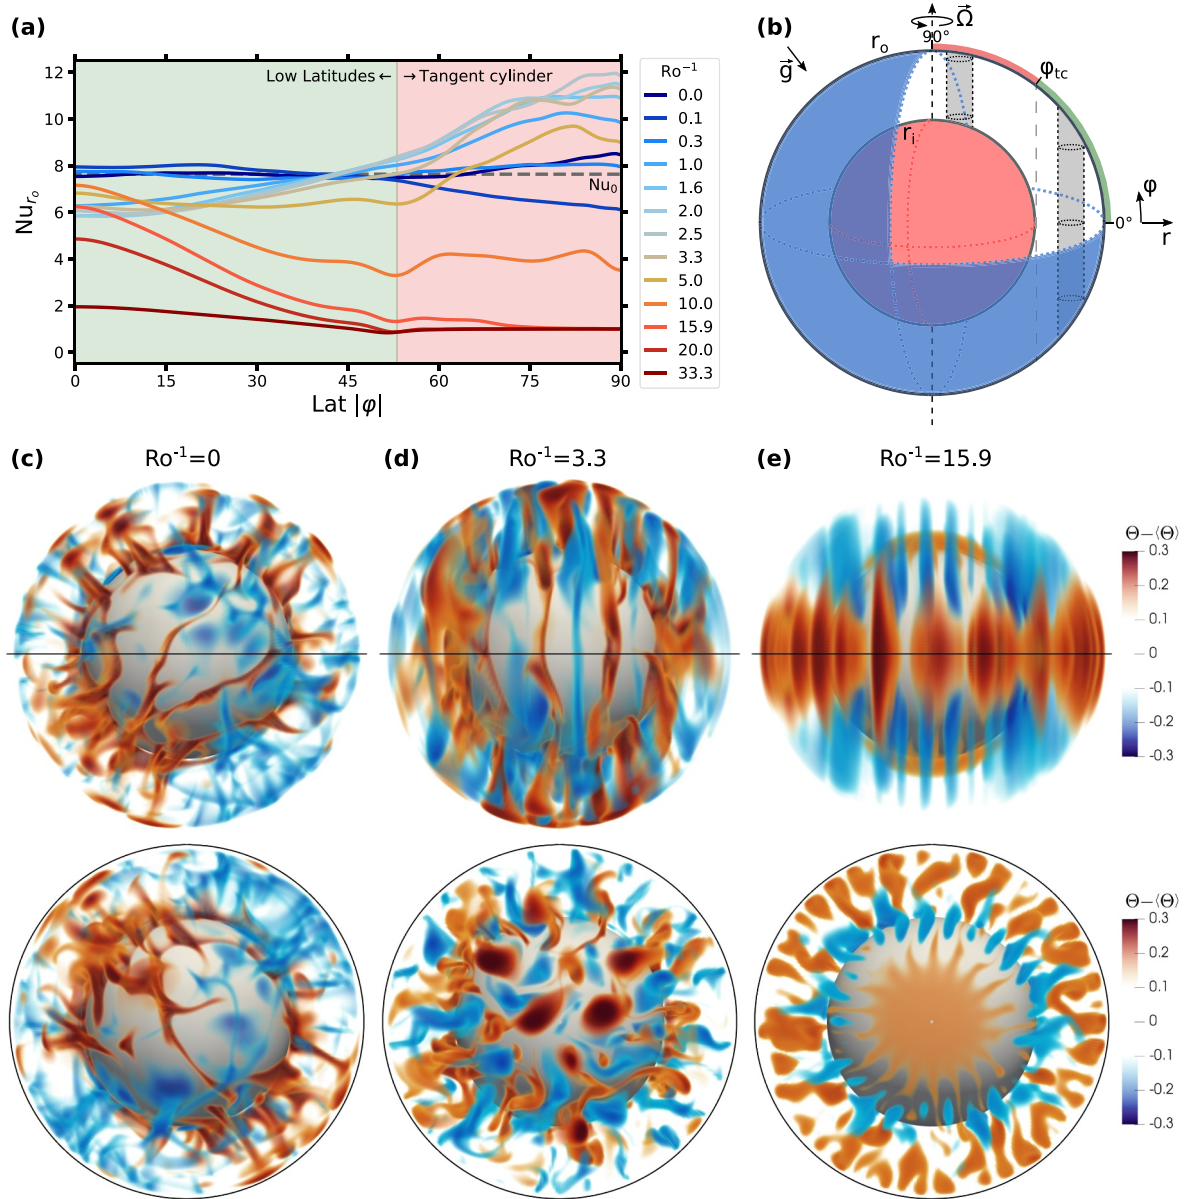 (a)
Nu_{r_o}
12
10
8
6
4
2
0
Low Latitudes ← → Tangent cylinder
Nu₀
0 15 30 45 60 75 90
Lat |φ|
Ro⁻¹
0.0
0.1
0.3
1.0
1.6
2.0
2.5
3.3
5.0
10.0
15.9
20.0
33.3
(b)
Ω⃗
90°
r_o
g⃗
φ_tc
r_i
φ
0°
r
(c) Ro⁻¹=0
(d) Ro⁻¹=3.3
(e) Ro⁻¹=15.9
Θ−⟨Θ⟩
0.3
0.2
0.1
0
-0.1
-0.2
-0.3
Θ−⟨Θ⟩
0.3
0.2
0.1
0
-0.1
-0.2
-0.3